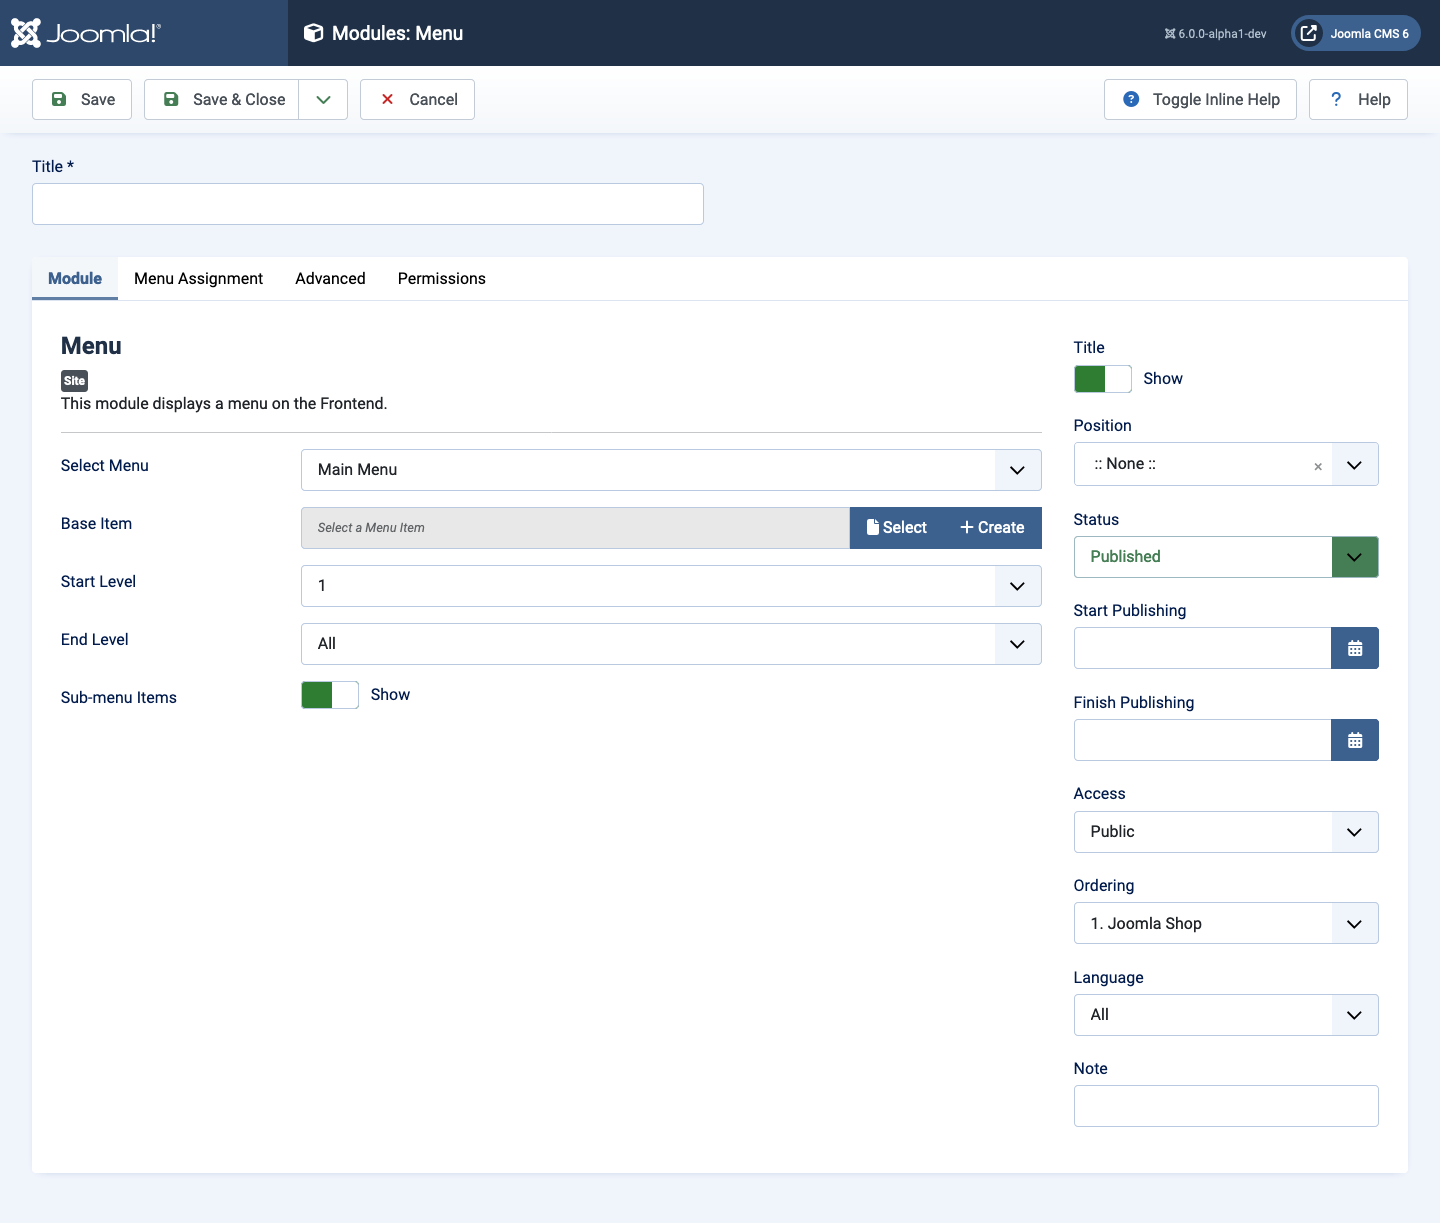 Joomla!®
Modules: Menu
6.0.0-alpha1-dev
Joomla CMS 6
Save
Save & Close
Cancel
Toggle Inline Help
? Help
Title *
Module
Menu Assignment
Advanced
Permissions
Menu
Site
This module displays a menu on the Frontend.
Select Menu
Main Menu
Base Item
Select a Menu Item
Select
Create
Start Level
1
End Level
All
Sub-menu Items
Show
Title
Show
Position
:: None ::
×
Status
Published
Start Publishing
Finish Publishing
Access
Public
Ordering
1. Joomla Shop
Language
All
Note